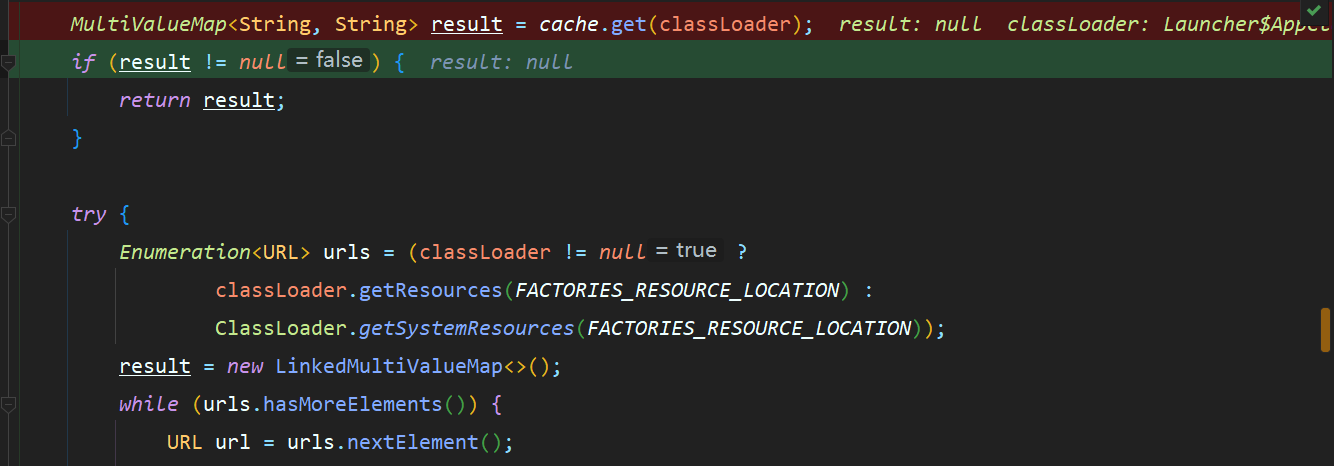 MultiValueMap<String, String> result = cache.get(classLoader);  result: null  classLoader: Launcher$AppCl
if (result != null = false ) {  result: null
return result;
}
try {
Enumeration<URL> urls = (classLoader != null = true ?
classLoader.getResources(FACTORIES_RESOURCE_LOCATION) :
ClassLoader.getSystemResources(FACTORIES_RESOURCE_LOCATION));
result = new LinkedMultiValueMap<>();
while (urls.hasMoreElements()) {
URL url = urls.nextElement();